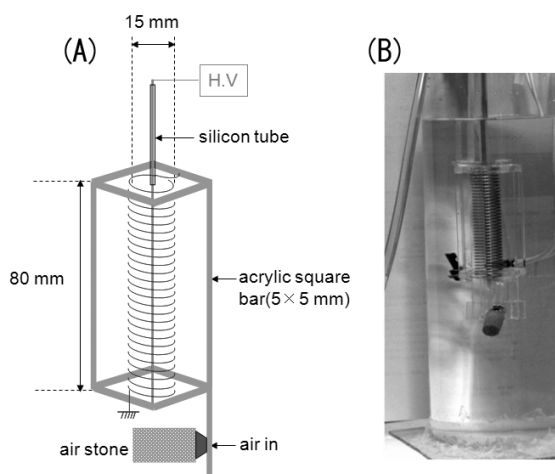 15 mm
(A)
(B)
H.V
silicon tube
80 mm
acrylic square
bar(5×5 mm)
air stone
air in